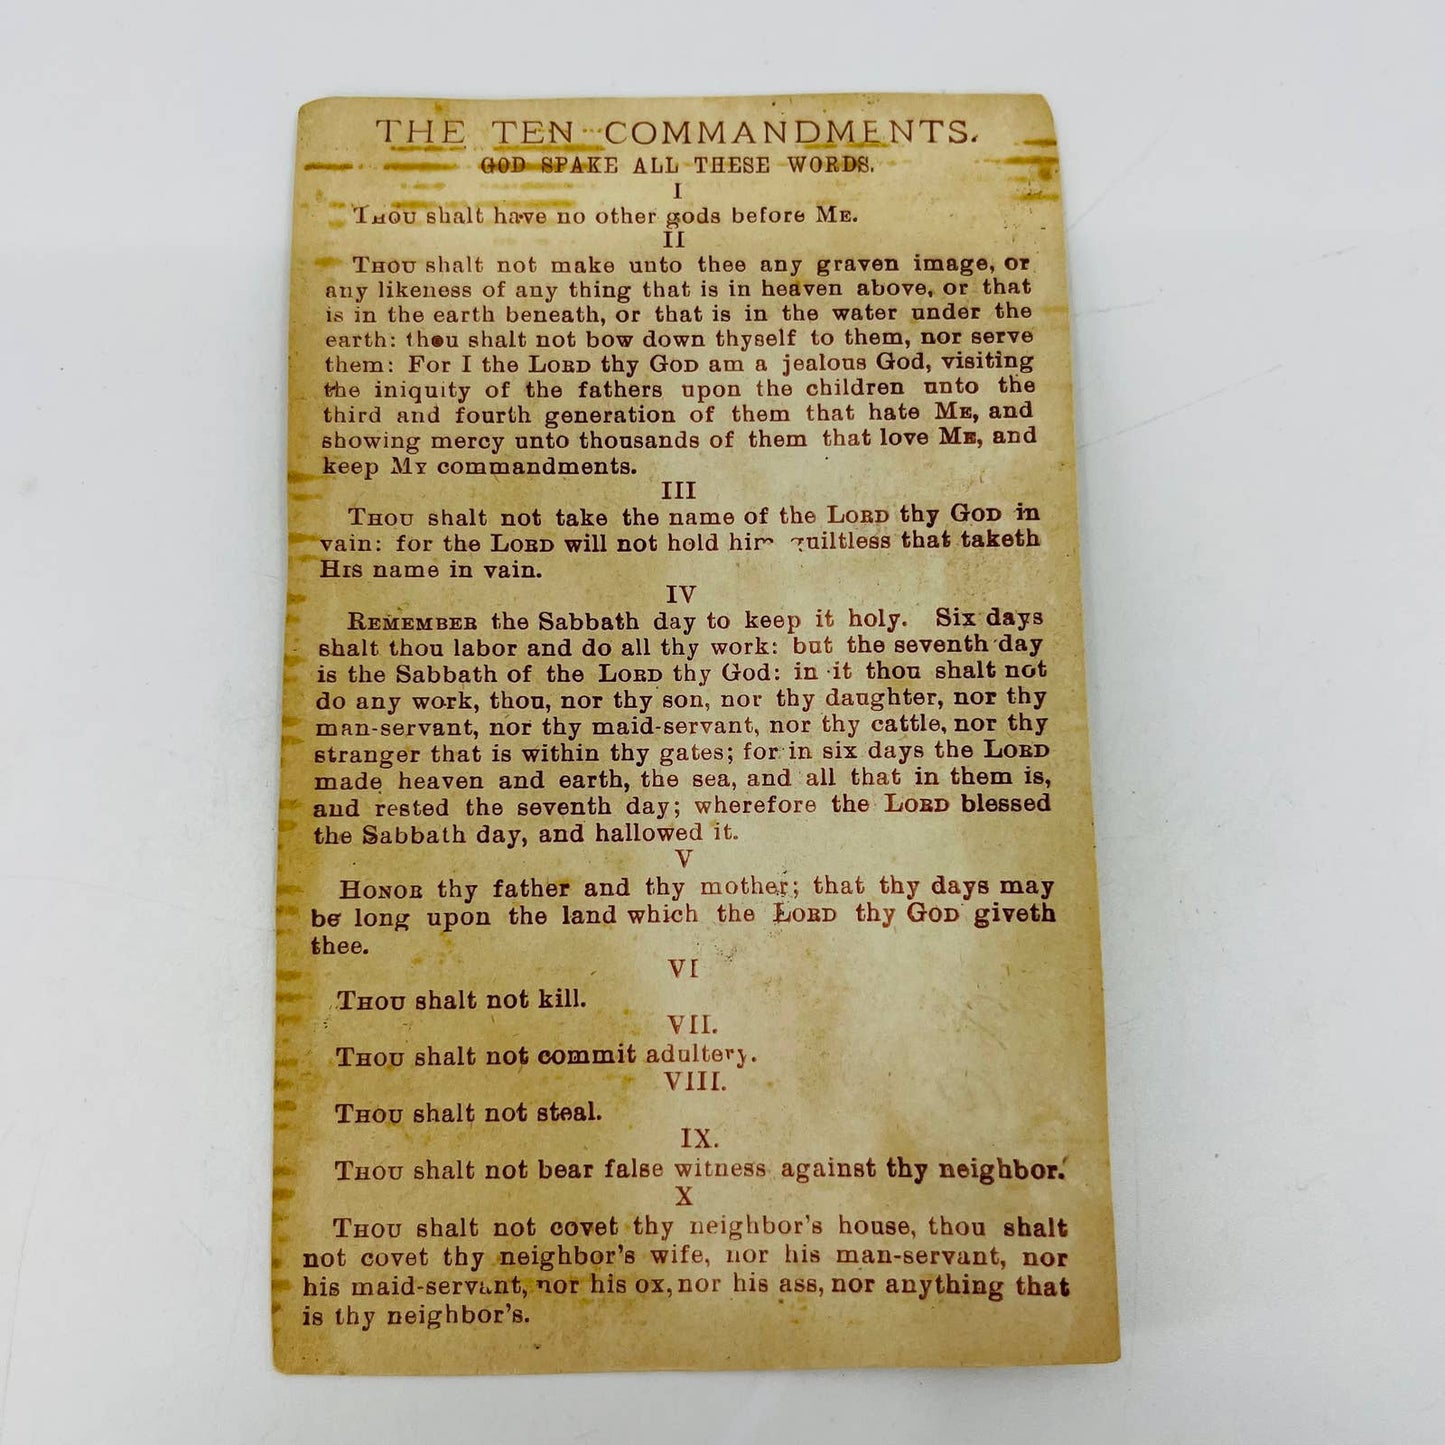 THE TEN COMMANDMENTS.
GOD SPAKE ALL THESE WORDS.
I
THOU shalt have no other gods before ME.
II
THOU shalt not make unto thee any graven image, or
any likeness of any thing that is in heaven above, or that
is in the earth beneath, or that is in the water under the
earth: thou shalt not bow down thyself to them, nor serve
them: For I the LORD thy GOD am a jealous God, visiting
the iniquity of the fathers upon the children unto the
third and fourth generation of them that hate ME, and
showing mercy unto thousands of them that love ME, and
keep MY commandments.
III
THOU shalt not take the name of the LORD thy GOD in
vain: for the LORD will not hold him guiltless that taketh
HIS name in vain.
IV
REMEMBER the Sabbath day to keep it holy. Six days
shalt thou labor and do all thy work: but the seventh day
is the Sabbath of the LORD thy God: in it thou shalt not
do any work, thou, nor thy son, nor thy daughter, nor thy
man-servant, nor thy maid-servant, nor thy cattle, nor thy
stranger that is within thy gates; for in six days the LORD
made heaven and earth, the sea, and all that in them is,
and rested the seventh day; wherefore the LORD blessed
the Sabbath day, and hallowed it.
V
HONOR thy father and thy mother; that thy days may
be long upon the land which the LORD thy GOD giveth
thee.
VI
THOU shalt not kill.
VII.
THOU shalt not commit adultery.
VIII.
THOU shalt not steal.
IX.
THOU shalt not bear false witness against thy neighbor.
X
THOU shalt not covet thy neighbor's house, thou shalt
not covet thy neighbor's wife, nor his man-servant, nor
his maid-servant, nor his ox, nor his ass, nor anything that
is thy neighbor's.